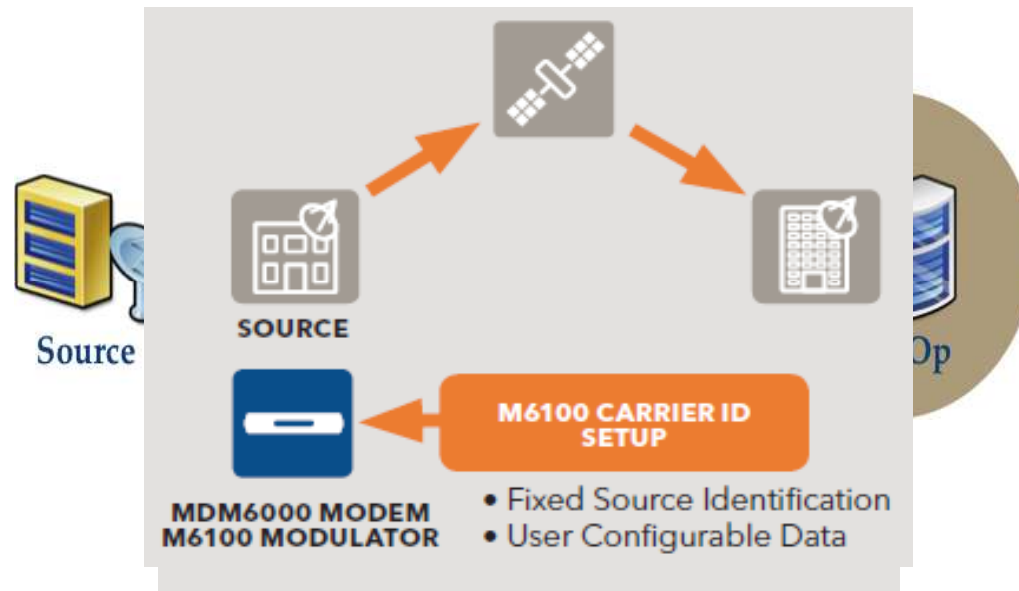 SOURCE
Source
Op
M6100 CARRIER ID
SETUP
MDM6000 MODEM
M6100 MODULATOR
• Fixed Source Identification
• User Configurable Data